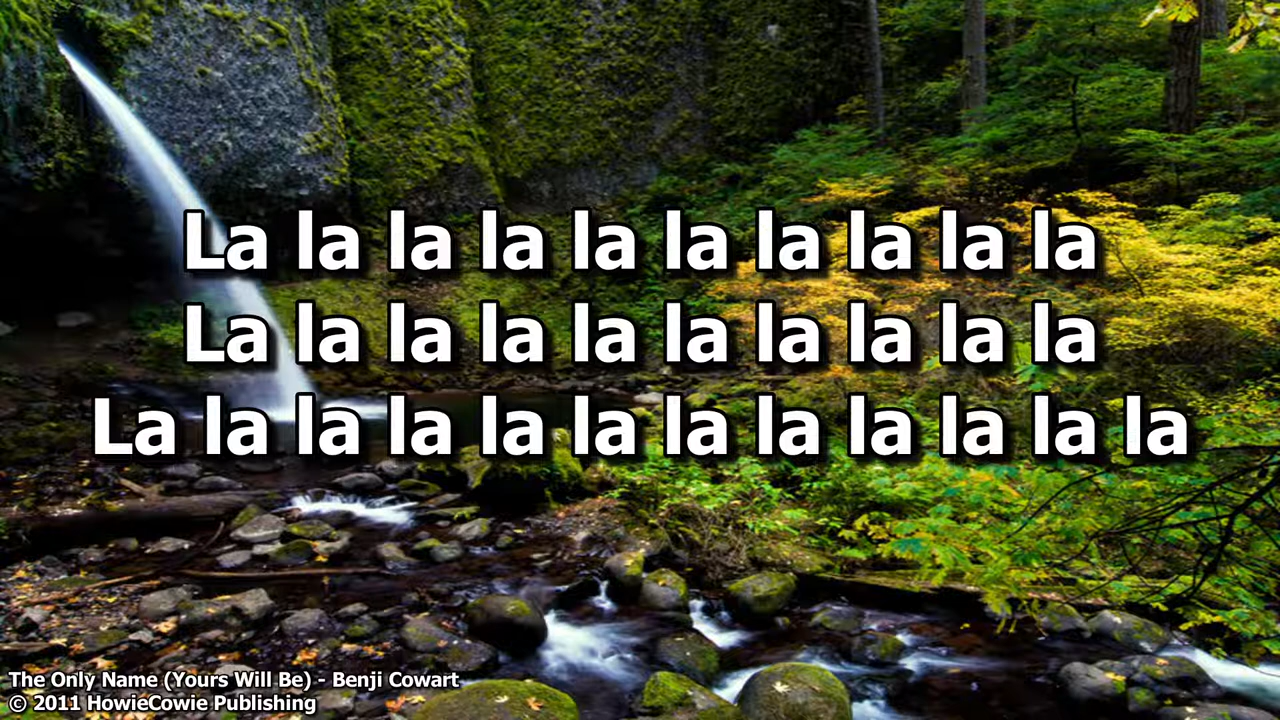 La la la la la la la la la la
La la la la la la la la la la
La la la la la la la la la la la la
The Only Name (Yours Will Be) - Benji Cowart
© 2011 HowieCowie Publishing